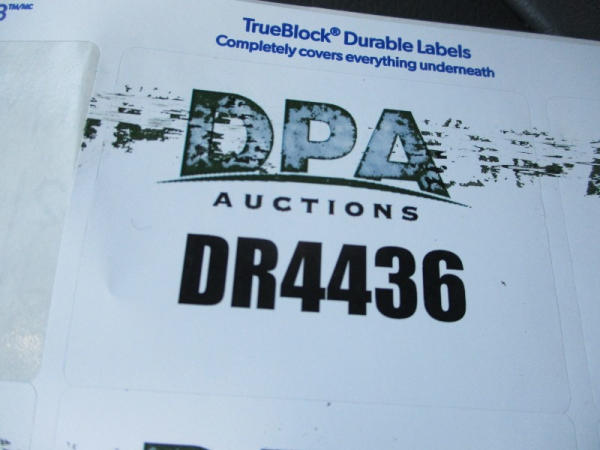 TrueBlock® Durable Labels
Completely covers everything underneath
DPA
AUCTIONS
DR4436